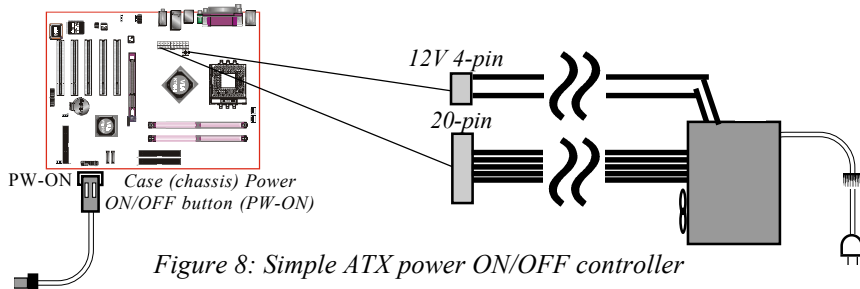 12V 4-pin
20-pin
PW-ON
Case (chassis) Power
ON/OFF button (PW-ON)
Figure 8: Simple ATX power ON/OFF controller